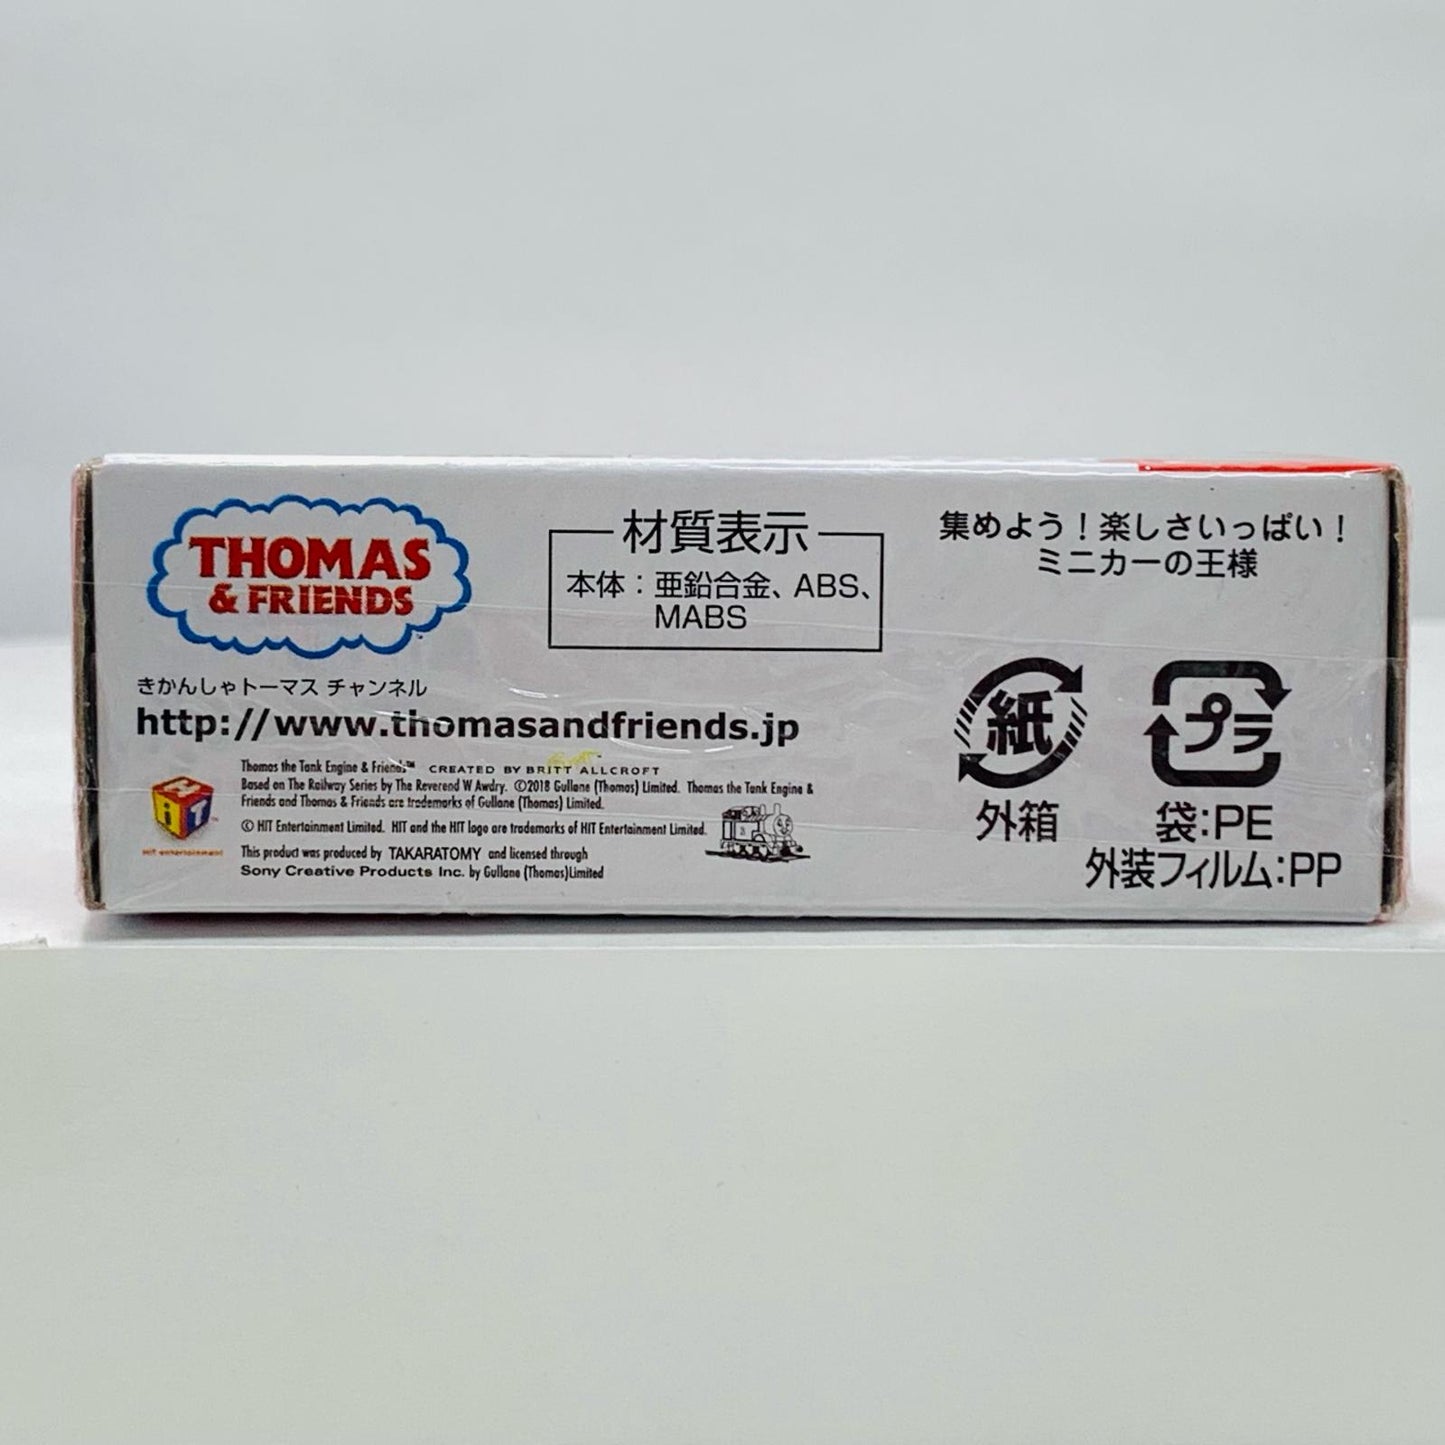 THOMAS
& FRIENDS
材質表示
本体:亜鉛合金、ABS、
MABS
集めよう!楽しさいっぱい!
ミニカーの王様
きかんしゃトーマス チャンネル
http://www.thomasandfriends.jp
HiT
HIT entertainment
Thomas the Tank Engine & Friends™ CREATED BY BRITT ALLCROFT
Based on The Railway Series by The Reverend W Awdry. ©2018 Gullane (Thomas) Limited. Thomas the Tank Engine &
Friends and Thomas & Friends are trademarks of Gullane (Thomas) Limited.
© HIT Entertainment Limited. HIT and the HIT logo are trademarks of HIT Entertainment Limited.
This product was produced by TAKARATOMY and licensed through
Sony Creative Products Inc. by Gullane (Thomas)Limited
紙
外箱
プラ
袋:PE
外装フィルム:PP